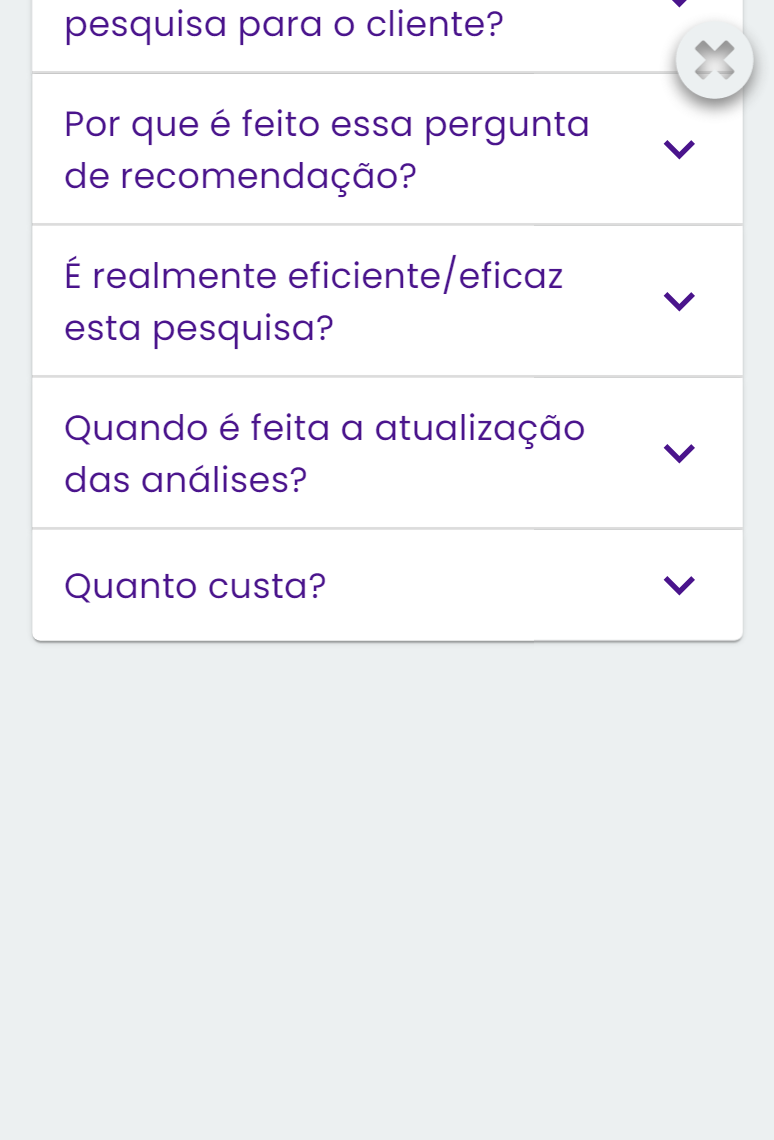 pesquisa para o cliente?
Por que é feito essa pergunta
de recomendação?
É realmente eficiente/eficaz
esta pesquisa?
Quando é feita a atualização
das análises?
Quanto custa?